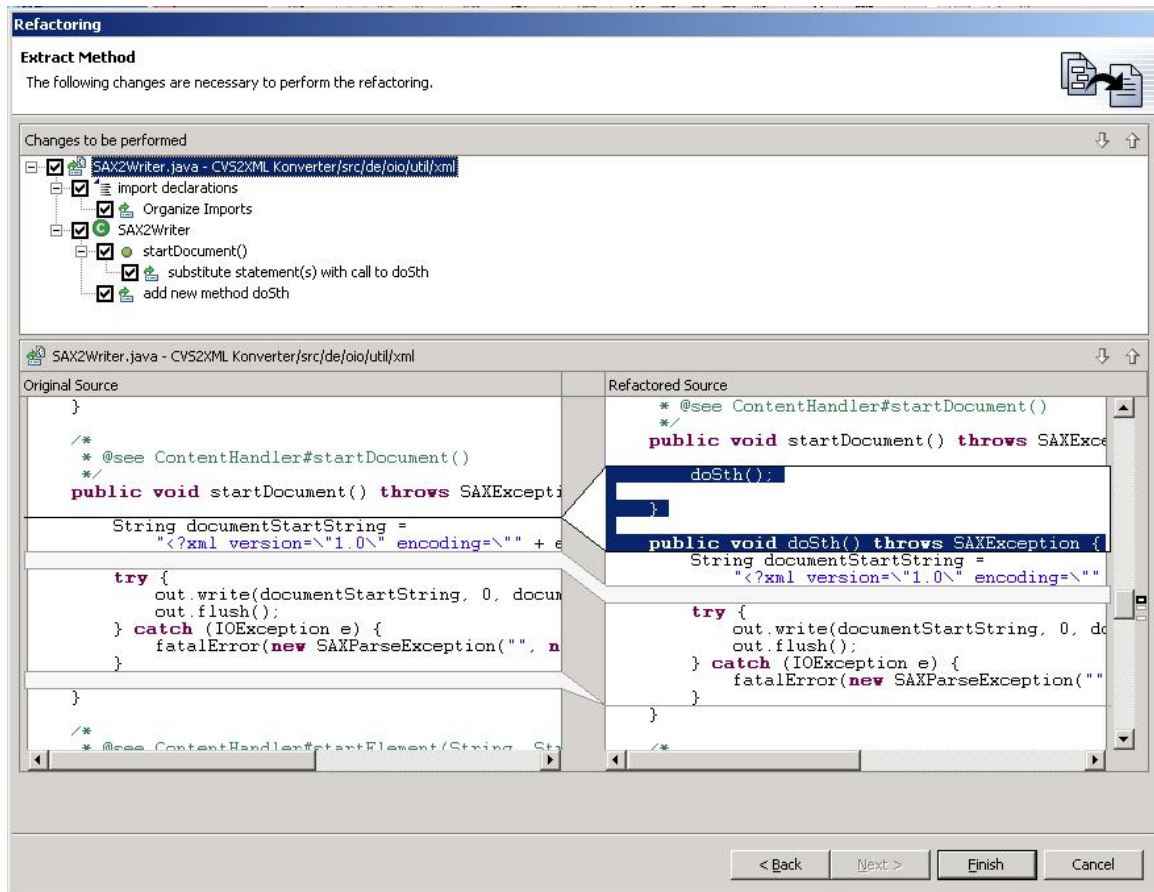 Refactoring
Extract Method
The following changes are necessary to perform the refactoring.
Changes to be performed
SAX2Writer.java - CVS2XML Konverter/src/de/oio/util/xml
import declarations
Organize Imports
SAX2Writer
startDocument()
substitute statement(s) with call to doSth
add new method doSth
SAX2Writer.java - CVS2XML Konverter/src/de/oio/util/xml
Original Source
}
/*
* @see ContentHandler#startDocument()
*/
public void startDocument() throws SAXExcepti
String documentStartString =
"<?xml version=\"1.0\" encoding=\"" + e
try {
out.write(documentStartString, 0, docum
out.flush();
} catch (IOException e) {
fatalError(new SAXParseException("", n
}
}
/*
* @see ContentHandler#startElement(String, Str
Refactored Source
* @see ContentHandler#startDocument()
*/
public void startDocument() throws SAXExce
doSth();
}
public void doSth() throws SAXException {
String documentStartString =
"<?xml version=\"1.0\" encoding=\""
try {
out.write(documentStartString, 0, do
out.flush();
} catch (IOException e) {
fatalError(new SAXParseException(""
}
}
/*
< Back
Next >
Finish
Cancel